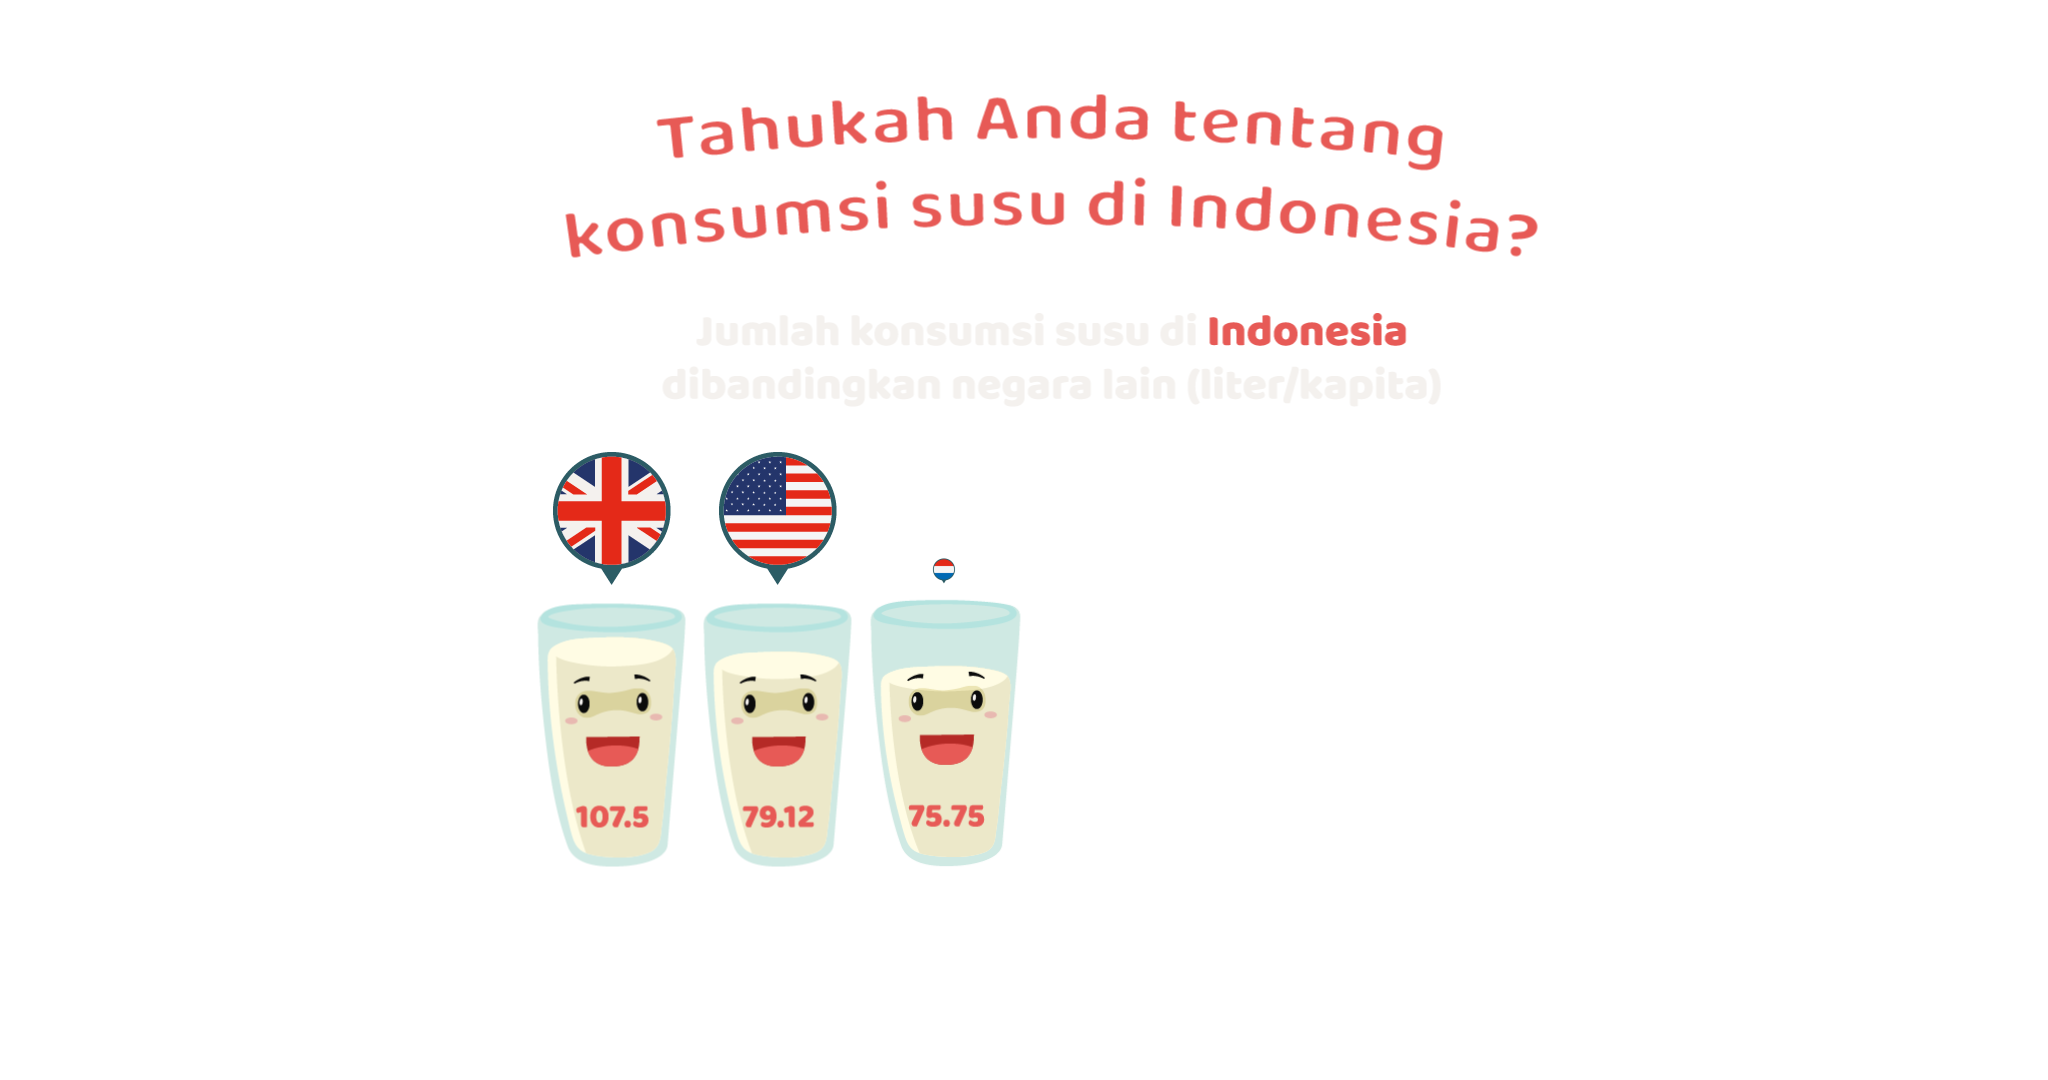 Tahukah Anda tentang
konsumsi susu di Indonesia?
Jumlah konsumsi susu di Indonesia
dibandingkan negara lain (liter/kapita)
107.5
79.12
75.75